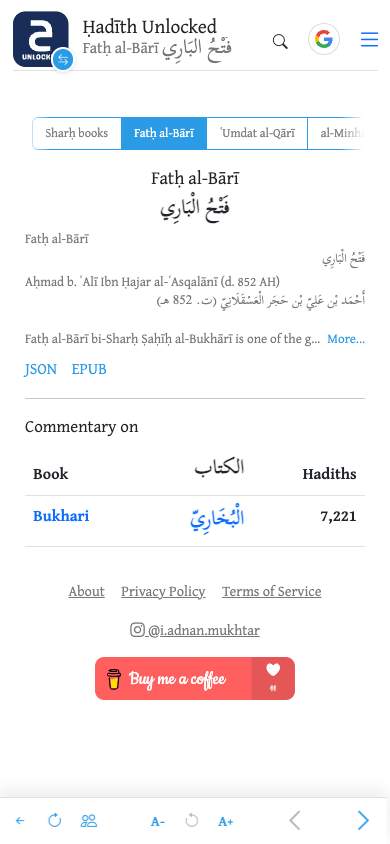 UNLOCK
Ḥadīth Unlocked
Fatḥ al-Bārī فَتْحُ الْبَارِي
Sharḥ books Fatḥ al-Bārī ʿUmdat al-Qārī al-Minh
Fatḥ al-Bārī
فَتْحُ الْبَارِي
Fatḥ al-Bārī
فَتْحُ الْبَارِي
Aḥmad b. ʿAlī Ibn Ḥajar al-ʿAsqalānī (d. 852 AH)
أَحْمَد بْن عَلِيّ بْن حَجَر الْعَسْقَلَانِيّ (ت. 852 هـ)
Fatḥ al-Bārī bi-Sharḥ Ṣaḥīḥ al-Bukhārī is one of the g... More...
JSON EPUB
Commentary on
Book الكتاب Hadiths
Bukhari الْبُخَارِيّ 7,221
About Privacy Policy Terms of Service
@i.adnan.mukhtar
Buy me a coffee
A- A+